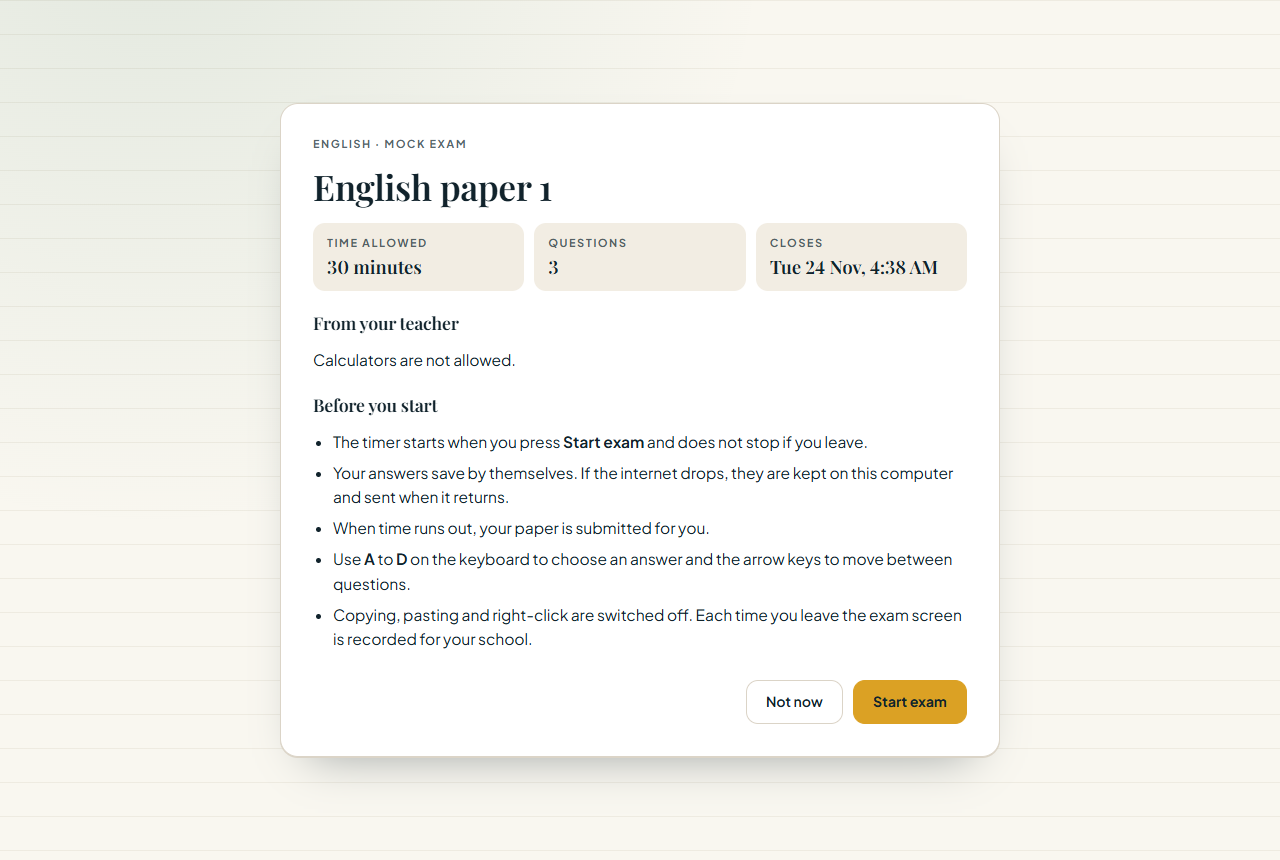 ENGLISH · MOCK EXAM
English paper 1
TIME ALLOWED
30 minutes
QUESTIONS
3
CLOSES
Tue 24 Nov, 4:38 AM
From your teacher
Calculators are not allowed.
Before you start
• The timer starts when you press Start exam and does not stop if you leave.
• Your answers save by themselves. If the internet drops, they are kept on this computer
and sent when it returns.
• When time runs out, your paper is submitted for you.
• Use A to D on the keyboard to choose an answer and the arrow keys to move between
questions.
• Copying, pasting and right-click are switched off. Each time you leave the exam screen
is recorded for your school.
Not now
Start exam